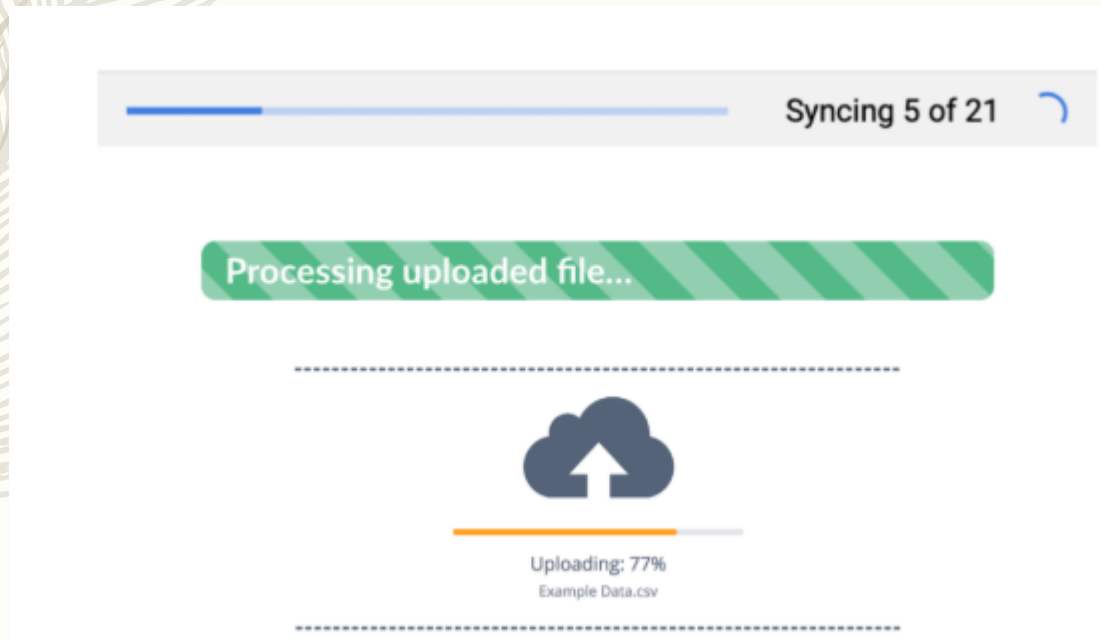 Syncing 5 of 21
Processing uploaded file...
Uploading: 77%
Example Data.csv